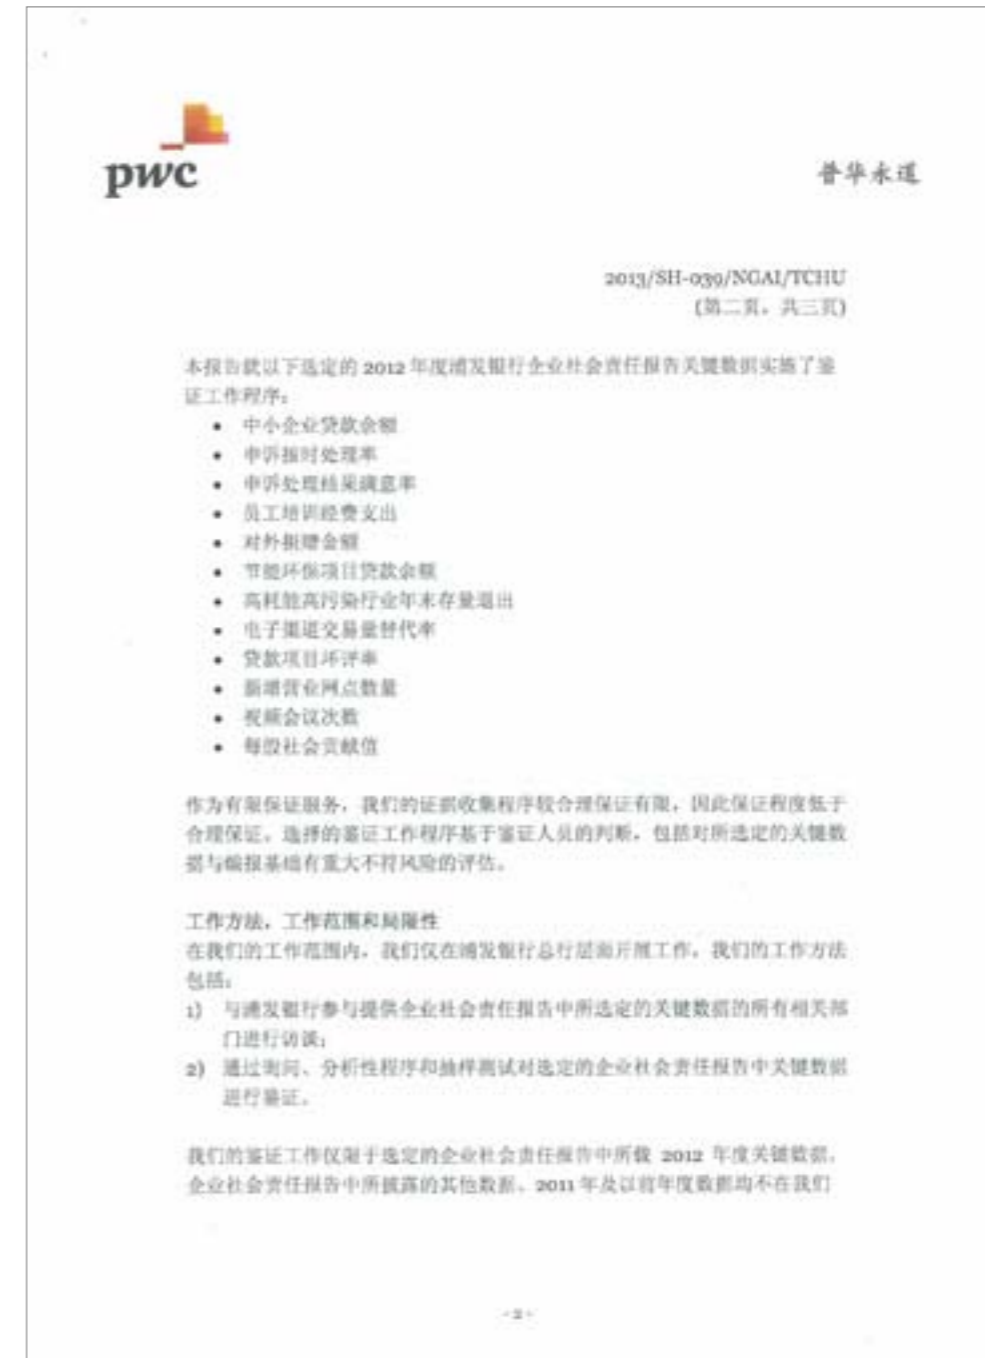 pwc
普华永道
2013/SH-039/NGAI/TCHU
(第二页，共三页)
本报告就以下选定的 2012 年度浦发银行企业社会责任报告关键数据实施了鉴
证工作程序：
• 中小企业贷款余额
• 申诉按时处理率
• 申诉处理结果满意率
• 员工培训经费支出
• 对外捐赠金额
• 节能环保项目贷款余额
• 高耗能高污染行业年末存量退出
• 电子渠道交易量替代率
• 贷款项目环评率
• 新增营业网点数量
• 视频会议次数
• 每股社会贡献值
作为有限保证服务，我们的证据收集程序较合理保证有限，因此保证程度低于
合理保证。选择的鉴证工作程序基于鉴证人员的判断，包括对所选定的关键数
据与编报基础有重大不符风险的评估。
工作方法，工作范围和局限性
在我们的工作范围内，我们仅在浦发银行总行层面开展工作。我们的工作方法
包括：
1) 与浦发银行参与提供企业社会责任报告中所选定的关键数据的所有相关部
门进行访谈；
2) 通过询问、分析性程序和抽样测试对选定的企业社会责任报告中关键数据
进行鉴证。
我们的鉴证工作仅限于选定的企业社会责任报告中所载 2012 年度关键数据，
企业社会责任报告中所披露的其他数据、2011 年及以前年度数据均不在我们
- 2 -